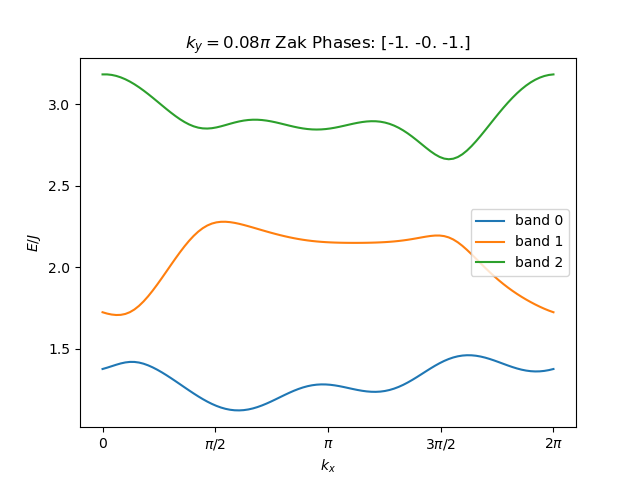 k_y = 0.08π Zak Phases: [-1. -0. -1.]
3.0
2.5
2.0
1.5
E/J
band 0
band 1
band 2
0 π/2 π 3π/2 2π
k_x